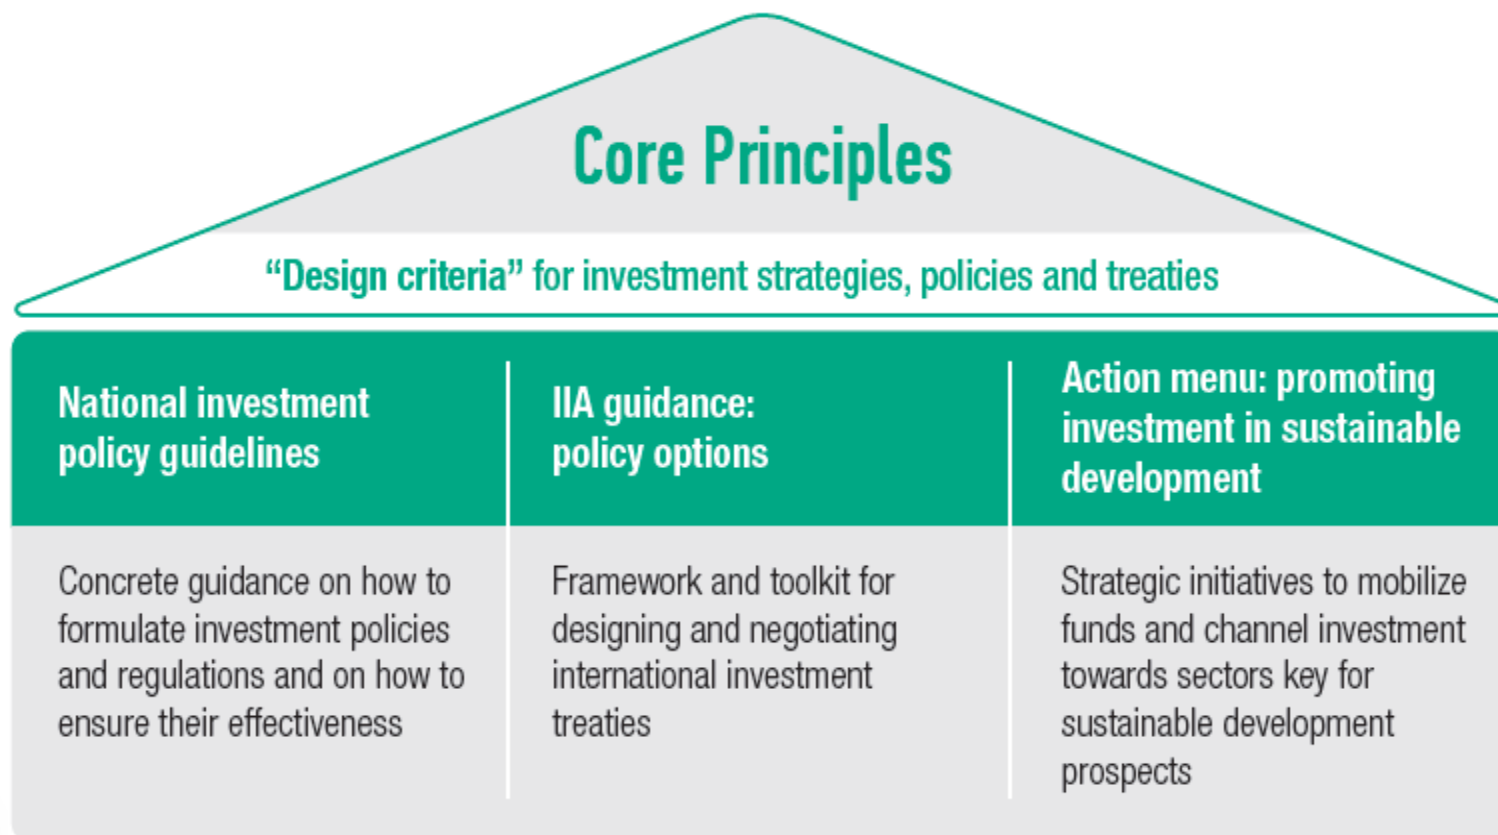 Core Principles
“Design criteria” for investment strategies, policies and treaties
National investment
policy guidelines
IIA guidance:
policy options
Action menu: promoting
investment in sustainable
development
Concrete guidance on how to
formulate investment policies
and regulations and on how to
ensure their effectiveness
Framework and toolkit for
designing and negotiating
international investment
treaties
Strategic initiatives to mobilize
funds and channel investment
towards sectors key for
sustainable development
prospects